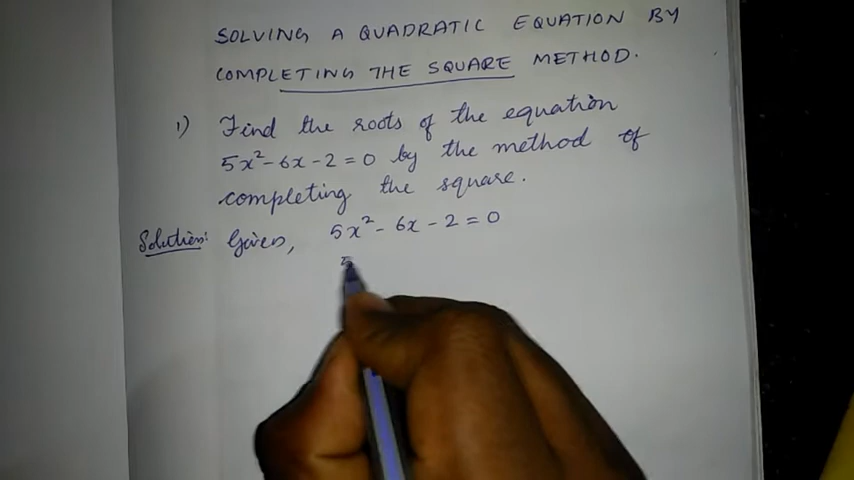 SOLVING A QUADRATIC EQUATION BY
COMPLETING THE SQUARE METHOD.
1) Find the roots of the equation
5x²-6x-2=0 by the method of
completing the square.
Solution: Given, 5x²-6x-2=0
5